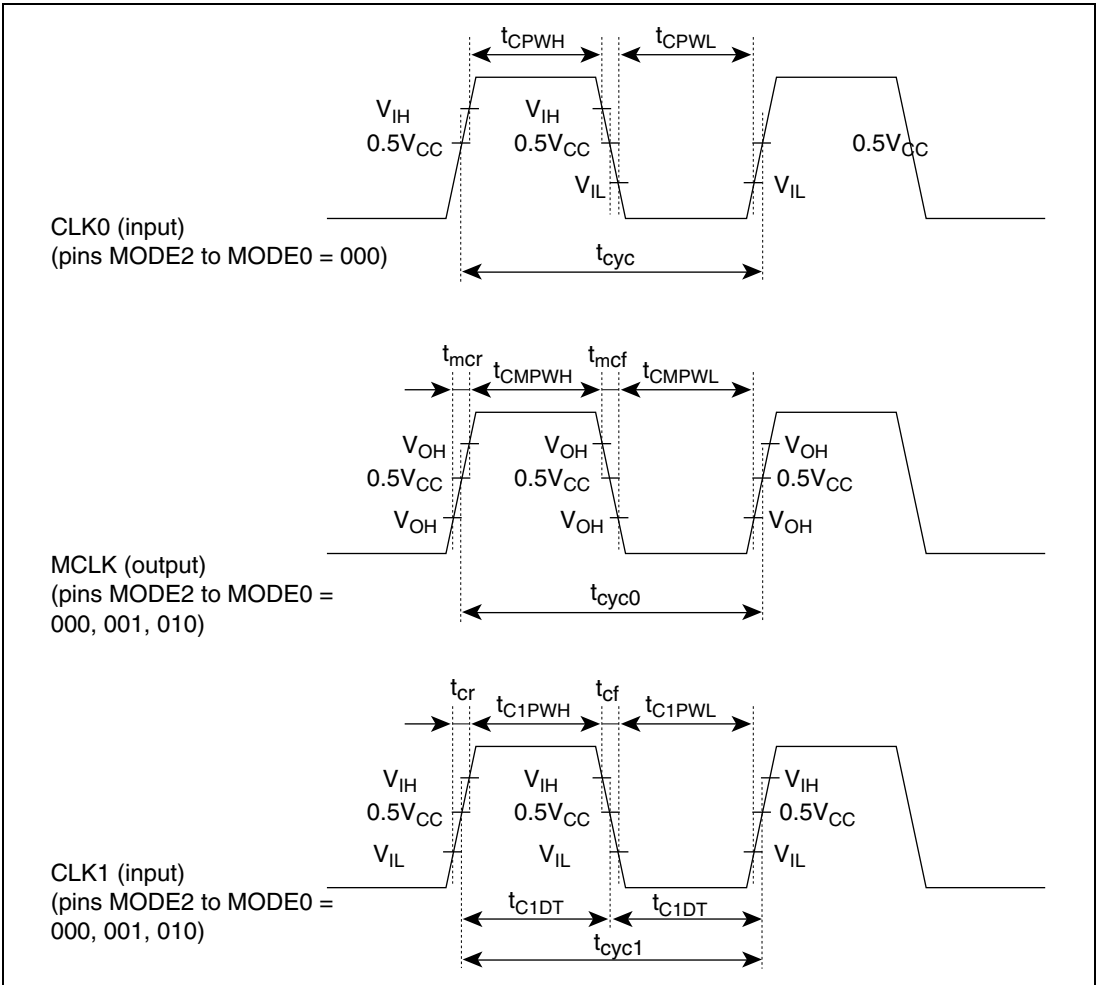 tCPWH tCPWL
VIH VIH
0.5VCC 0.5VCC 0.5VCC
VIL VIL
CLK0 (input)
(pins MODE2 to MODE0 = 000)
tcyc
tmcr tCMPWH tmcf tCMPWL
VOH VOH VOH
0.5VCC 0.5VCC 0.5VCC
VOH VOH VOH
MCLK (output)
(pins MODE2 to MODE0 =
000, 001, 010)
tcyc0
tcr tC1PWH tcf tC1PWL
VIH VIH VIH
0.5VCC 0.5VCC 0.5VCC
VIL VIL VIL
CLK1 (input)
(pins MODE2 to MODE0 =
000, 001, 010)
tC1DT tC1DT
tcyc1